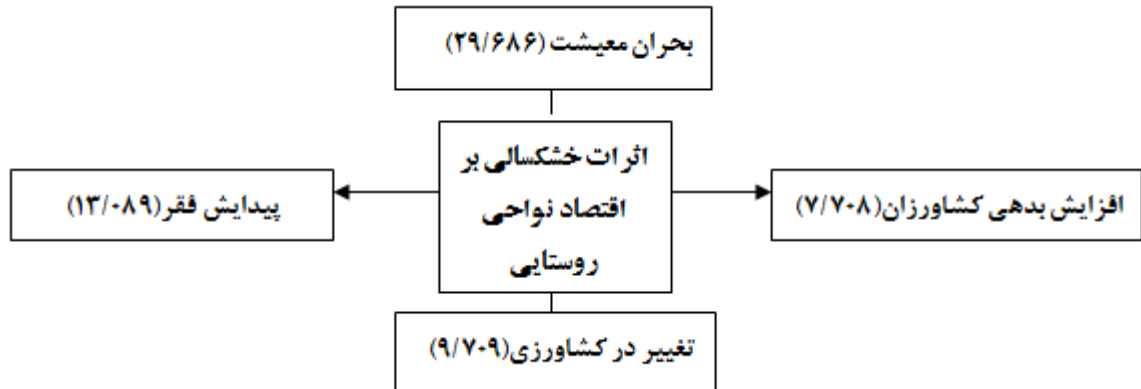 بحران معیشت (۲۹/۶۸۶)
اثرات خشکسالی بر
اقتصاد نواحی
روستایی
افزایش بدهی کشاورزان(۷/۷۰۸)
پیدایش فقر(۱۳/۰۸۹)
تغییر در کشاورزی(۹/۷۰۹)